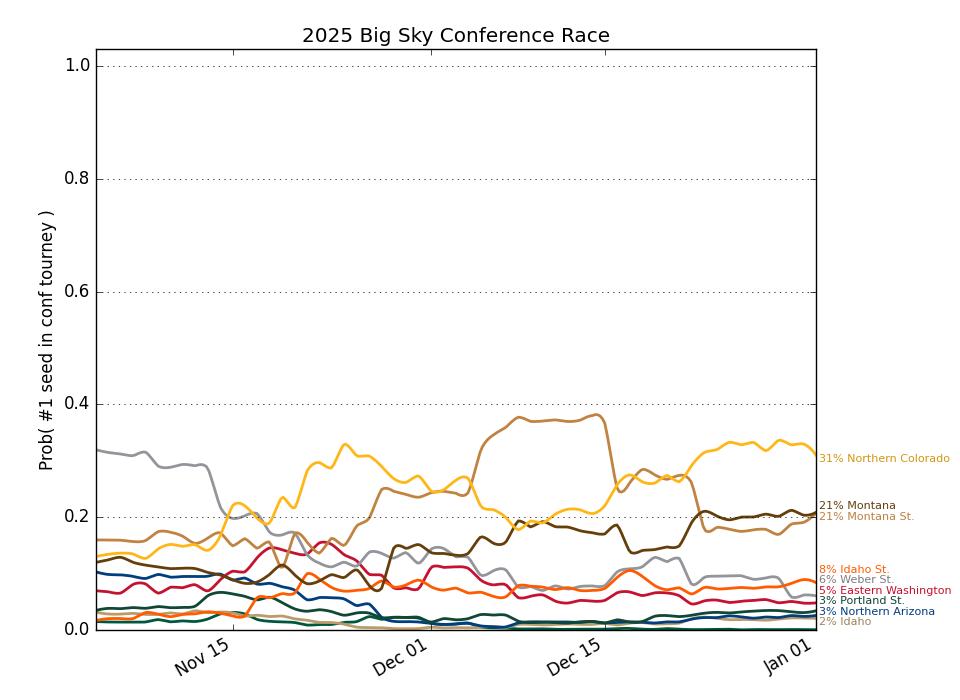 2025 Big Sky Conference Race
Prob( #1 seed in conf tourney )
1.0
0.8
0.6
0.4
0.2
0.0
Nov 15
Dec 01
Dec 15
Jan 01
31% Northern Colorado
21% Montana
21% Montana St.
8% Idaho St.
6% Weber St.
5% Eastern Washington
3% Portland St.
3% Northern Arizona
2% Idaho